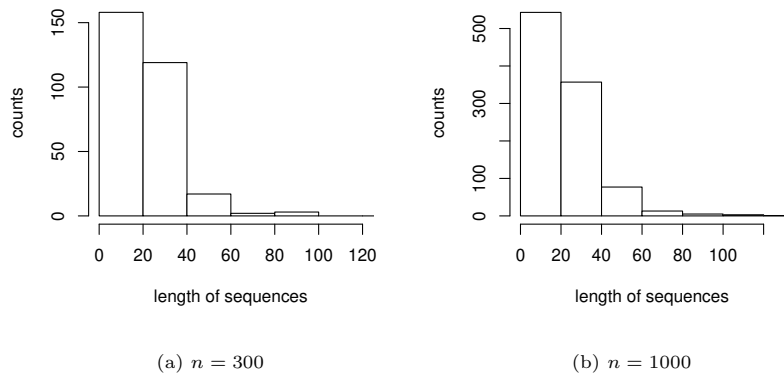 150
100
50
0
counts
0 20 40 60 80 100 120
length of sequences
(a) n = 300
500
300
100
0
counts
0 20 40 60 80 100
length of sequences
(b) n = 1000